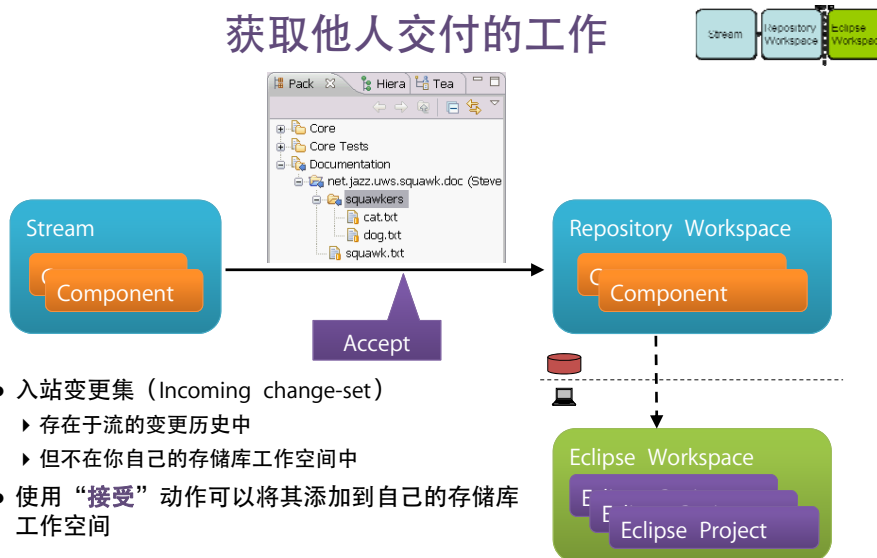 获取他人交付的工作
Stream
Repository Workspace
Eclipse
Pack
Hiera
Tea
Core
Core Tests
Documentation
net.jazz.uws.squawk.doc (Steve
squawkers
cat.txt
dog.txt
squawk.txt
Stream
Component
Repository Workspace
Component
Accept
入站变更集（Incoming change-set）
存在于流的变更历史中
但不在你自己的存储库工作空间中
使用“接受”动作可以将其添加到自己的存储库
工作空间
Eclipse Workspace
Eclipse Project